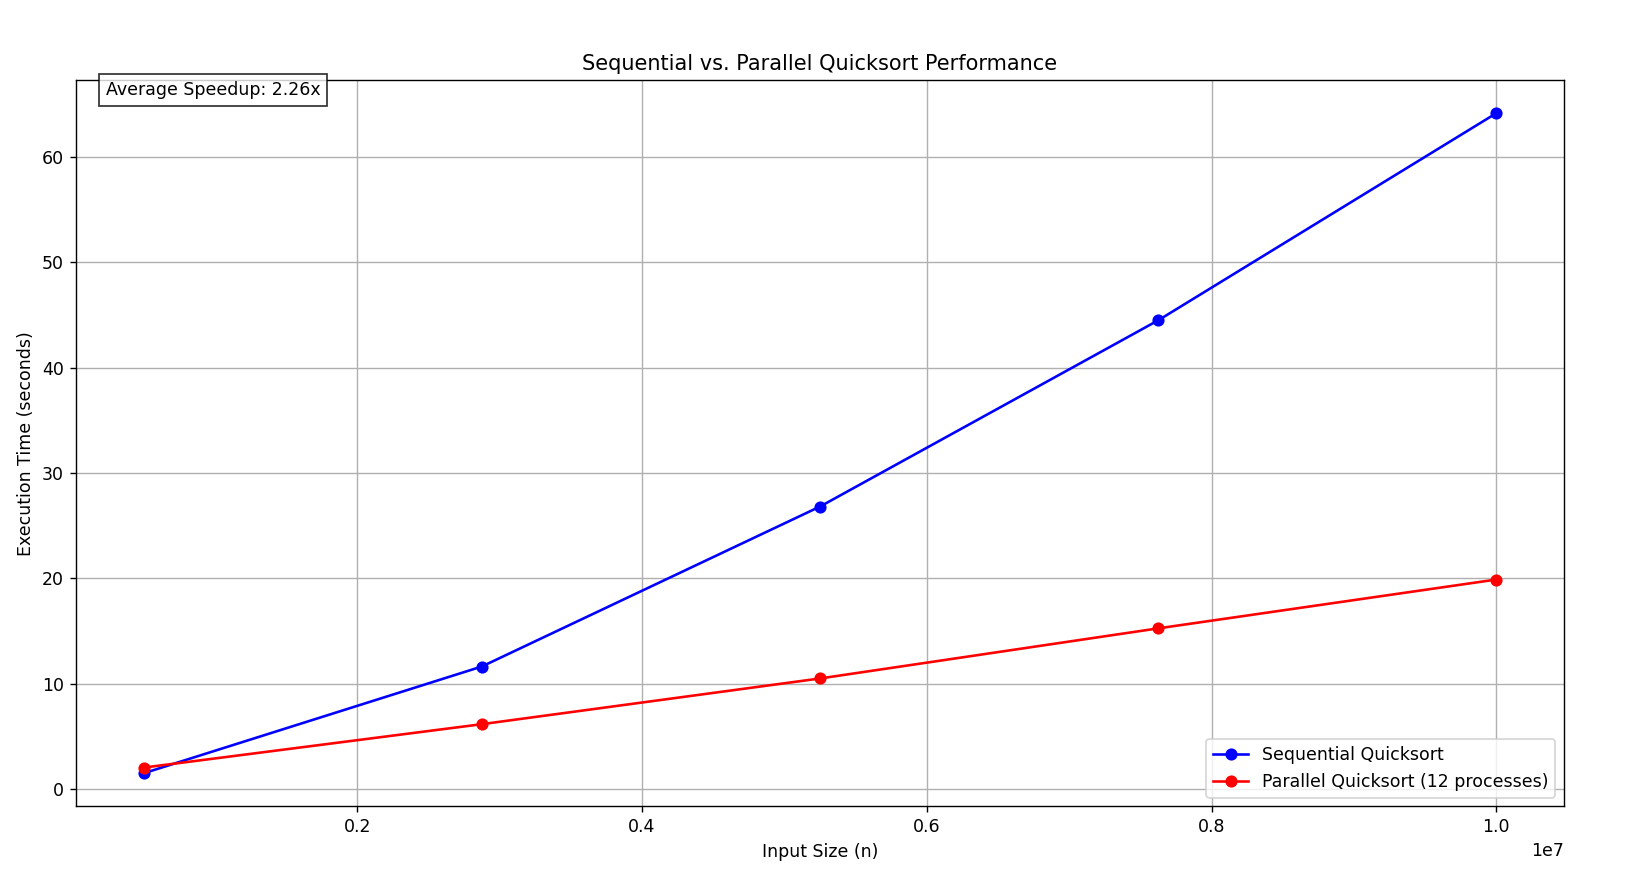 Sequential vs. Parallel Quicksort Performance
Average Speedup: 2.26x
Execution Time (seconds)
60
50
40
30
20
10
0
0.2
0.4
0.6
0.8
1.0
1e7
Input Size (n)
Sequential Quicksort
Parallel Quicksort (12 processes)